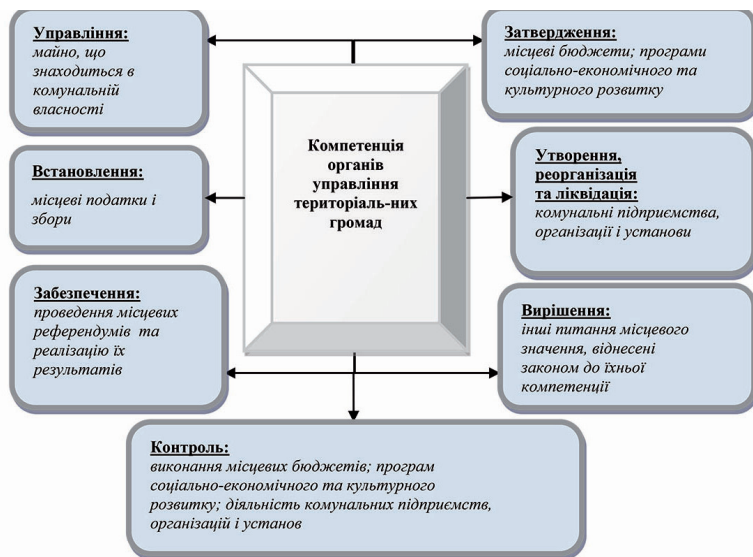 Управління:
майно, що
знаходиться в
комунальній
власності
Затвердження:
місцеві бюджети; програми
соціально-економічного та
культурного розвитку
Компетенція
органів
управління
територіаль-них
громад
Встановлення:
місцеві податки і
збори
Утворення,
реорганізація
та ліквідація:
комунальні підприємства,
організації і установи
Забезпечення:
проведення місцевих
референдумів та
реалізацію їх
результатів
Вирішення:
інші питання місцевого
значення, віднесені
законом до їхньої
компетенції
Контроль:
виконання місцевих бюджетів; програм
соціально-економічного та культурного
розвитку; діяльність комунальних підприємств,
організацій і установ